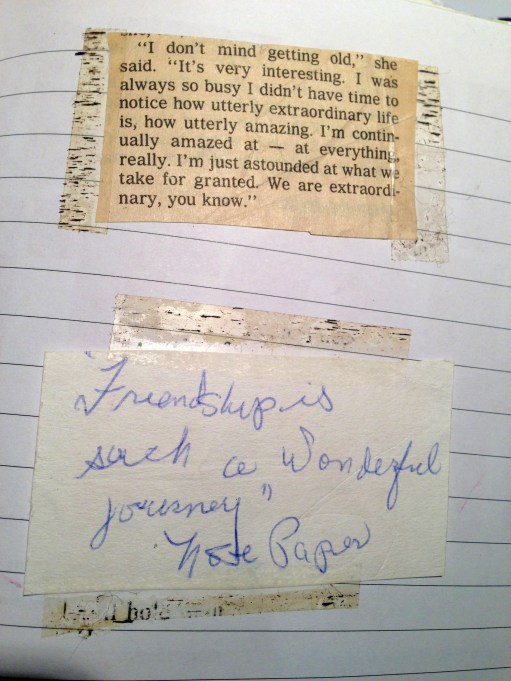 "I don't mind getting old," she
said. "It's very interesting. I was
always so busy I didn't have time to
notice how utterly extraordinary life
is, how utterly amazing. I'm contin-
ually amazed at — at everything,
really. I'm just astounded at what we
take for granted. We are extraordi-
nary, you know."
"Friendship is
such a Wonderful
journey"
Note Paper